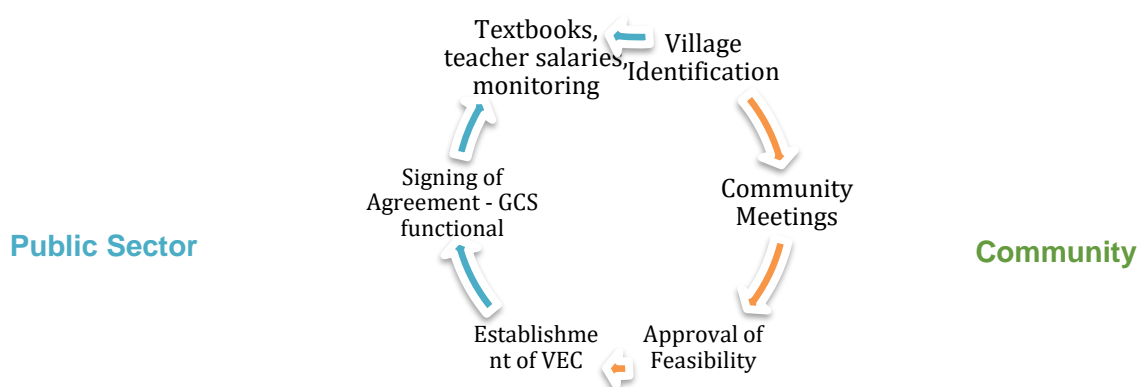 Textbooks,
teacher salaries,
monitoring
Village
Identification
Community
Meetings
Approval of
Feasibility
Establishme
nt of VEC
Signing of
Agreement - GCS
functional
Public Sector
Community